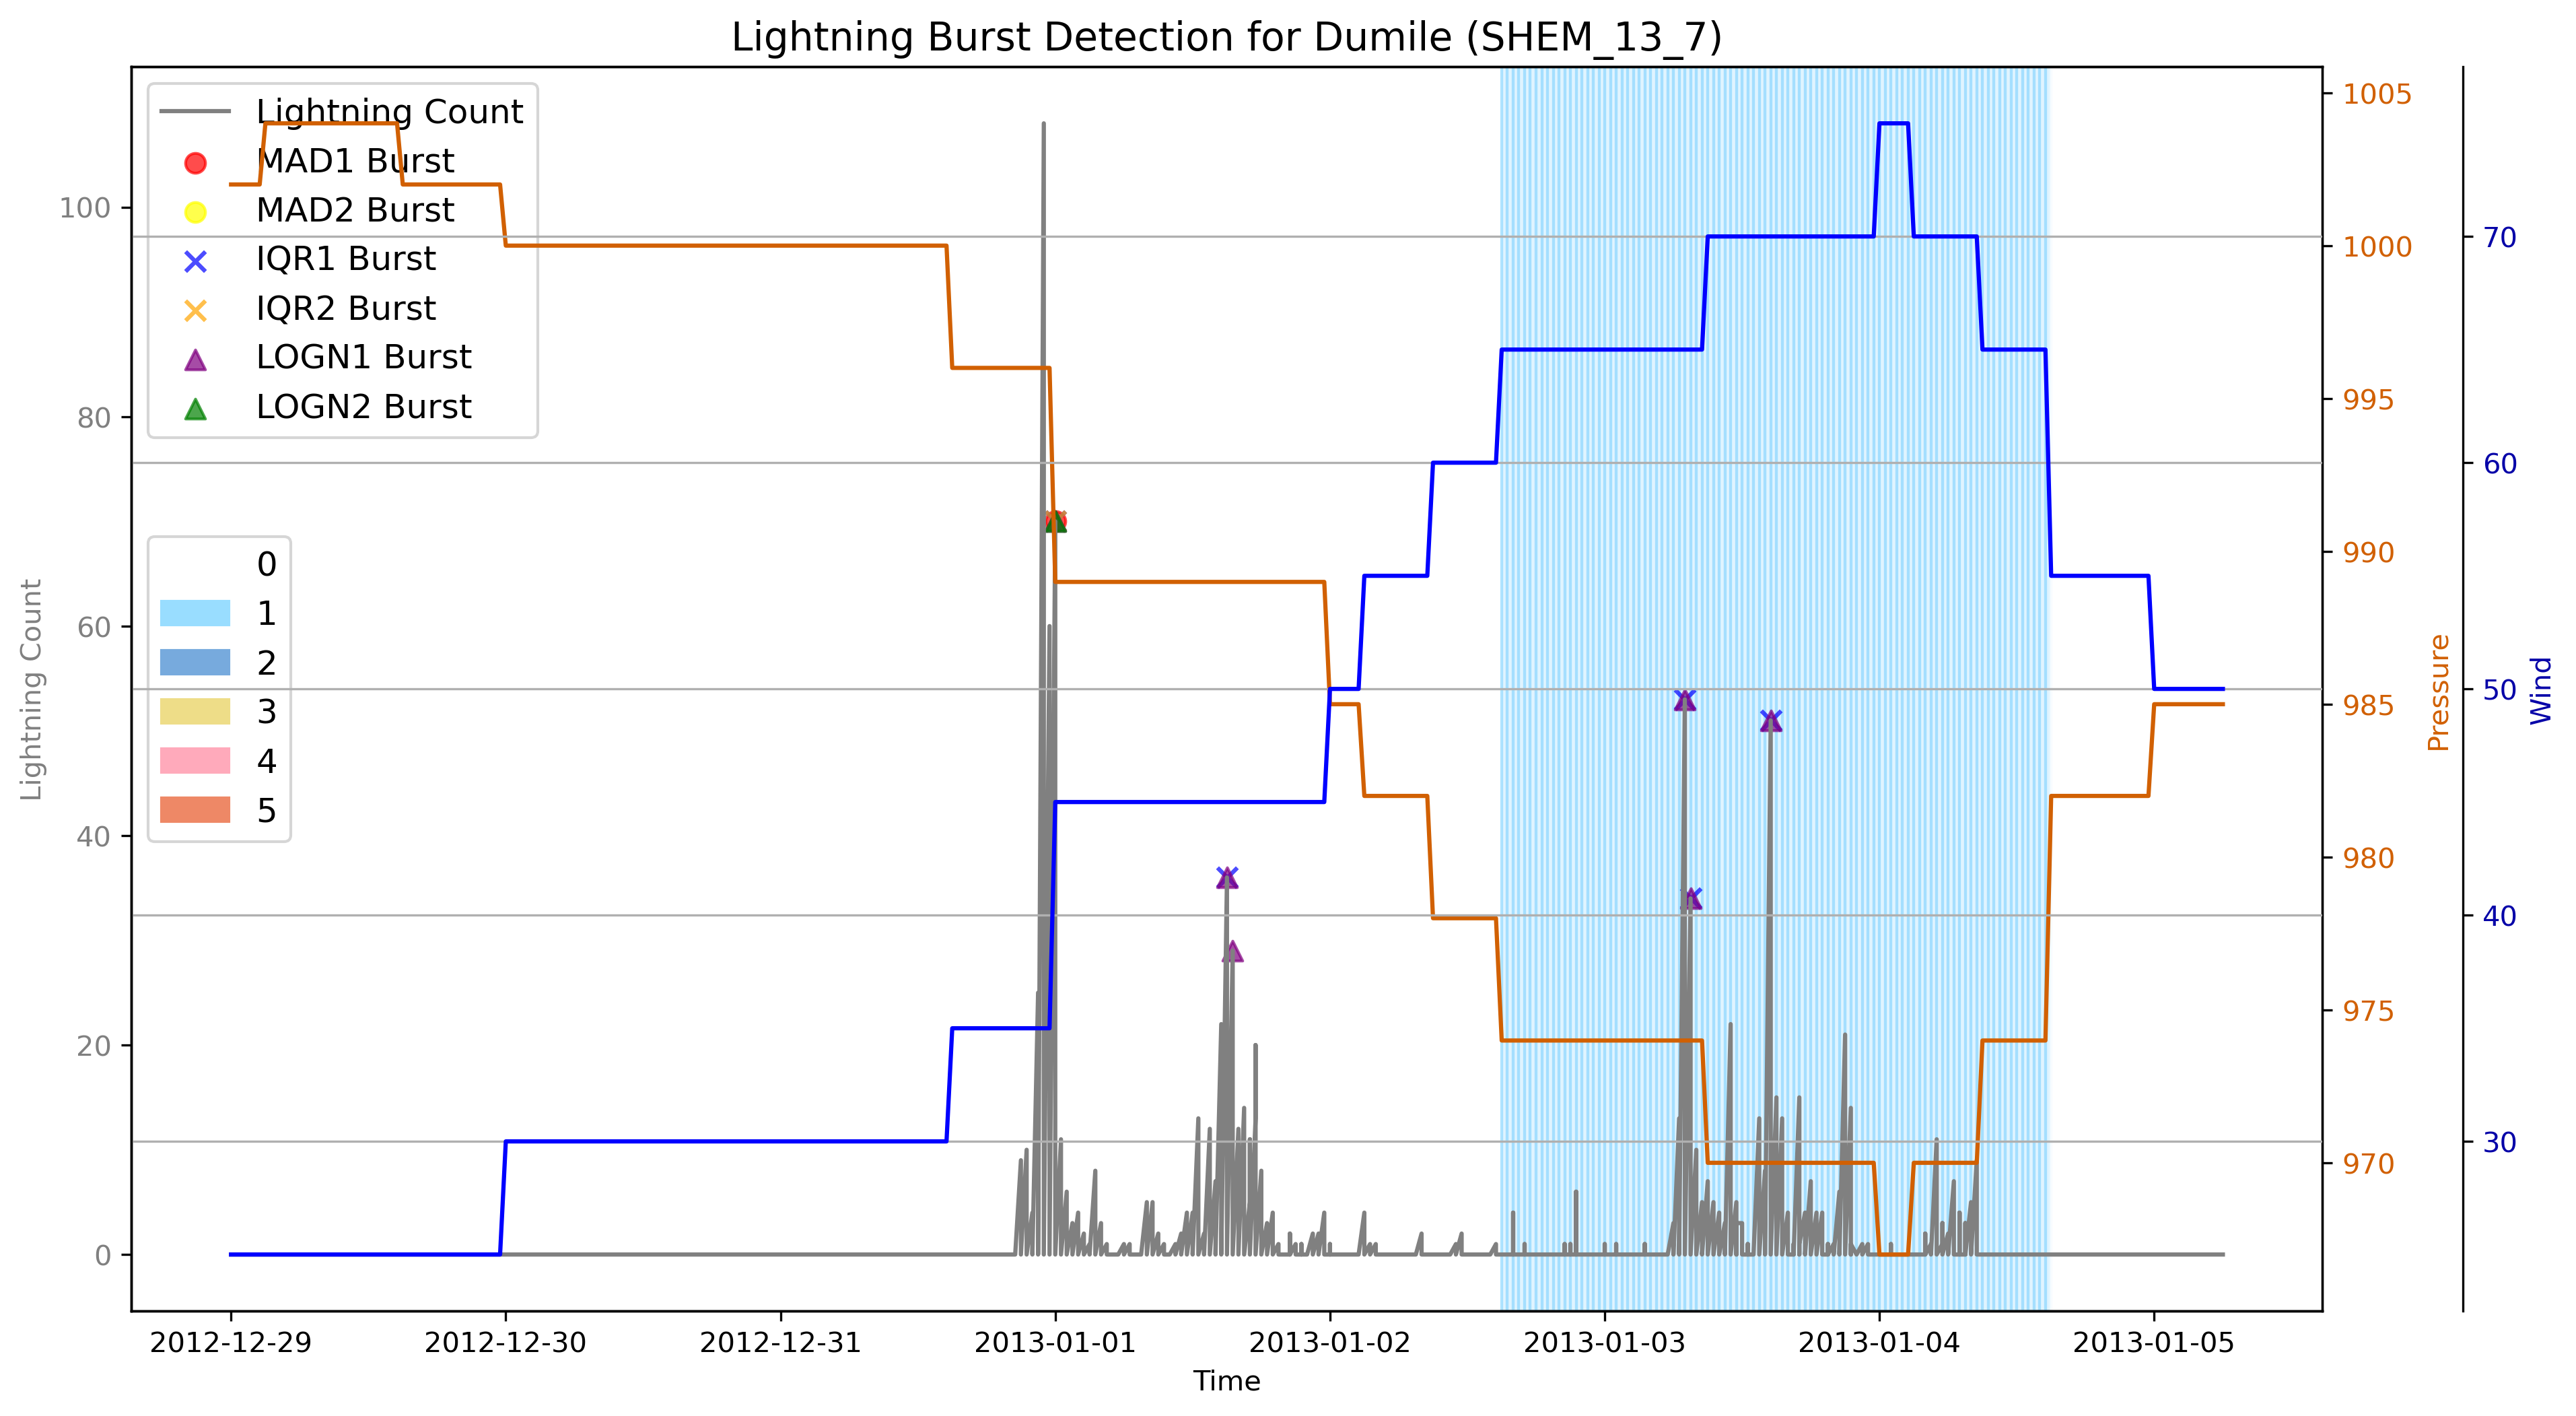 Lightning Burst Detection for Dumile (SHEM_13_7)
Lightning Count
MAD1 Burst
MAD2 Burst
IQR1 Burst
IQR2 Burst
LOGN1 Burst
LOGN2 Burst
0
1
2
3
4
5
Lightning Count
100
80
60
40
20
0
1005
1000
995
990
985
980
975
970
Pressure
70
60
50
40
30
Wind
2012-12-29
2012-12-30
2012-12-31
2013-01-01
2013-01-02
2013-01-03
2013-01-04
2013-01-05
Time